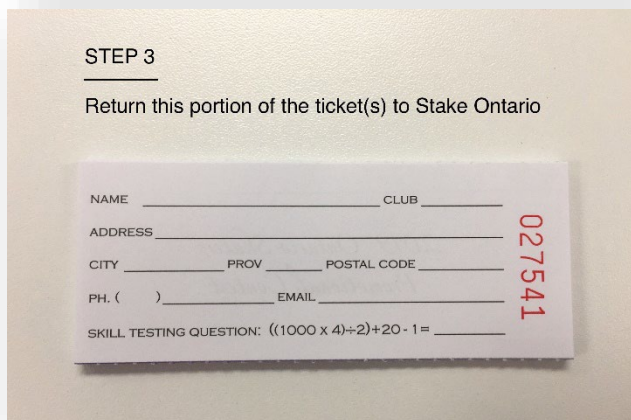 STEP 3
Return this portion of the ticket(s) to Stake Ontario
NAME CLUB
ADDRESS
CITY PROV POSTAL CODE
PH. ( ) EMAIL
SKILL TESTING QUESTION: ((1000 x 4)÷2)+20 - 1=
027541